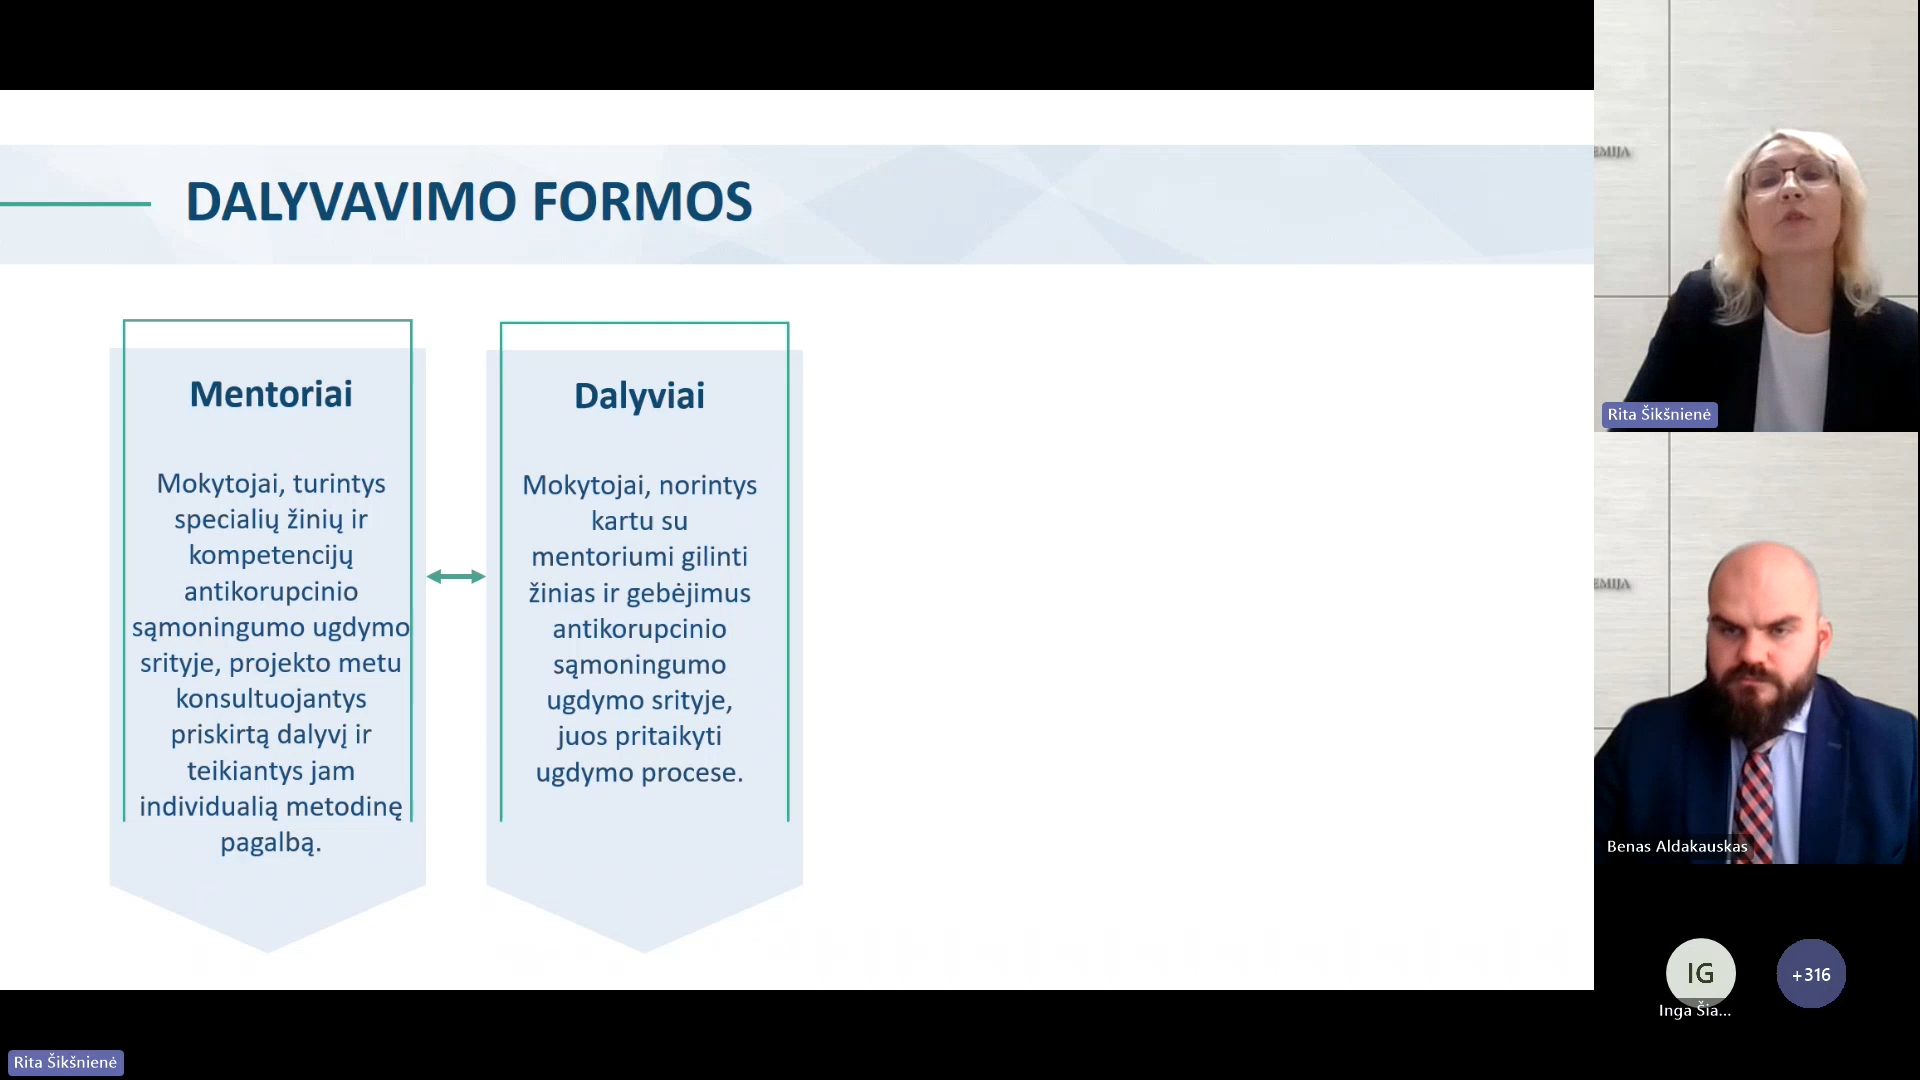 DALYVAVIMO FORMOS
Mentoriai
Mokytojai, turintys
specialių žinių ir
kompetencijų
antikorupcinio
sąmoningumo ugdymo
srityje, projekto metu
konsultuojantys
priskirtą dalyvį ir
teikiantys jam
individualią metodinę
pagalbą.
Dalyviai
Mokytojai, norintys
kartu su
mentoriumi gilinti
žinias ir gebėjimus
antikorupcinio
sąmoningumo
ugdymo srityje,
juos pritaikyti
ugdymo procese.
EMIJA
Rita Šikšnienė
EMIJA
Benas Aldakauskas
IG
+316
Inga Šia...
Rita Šikšnienė